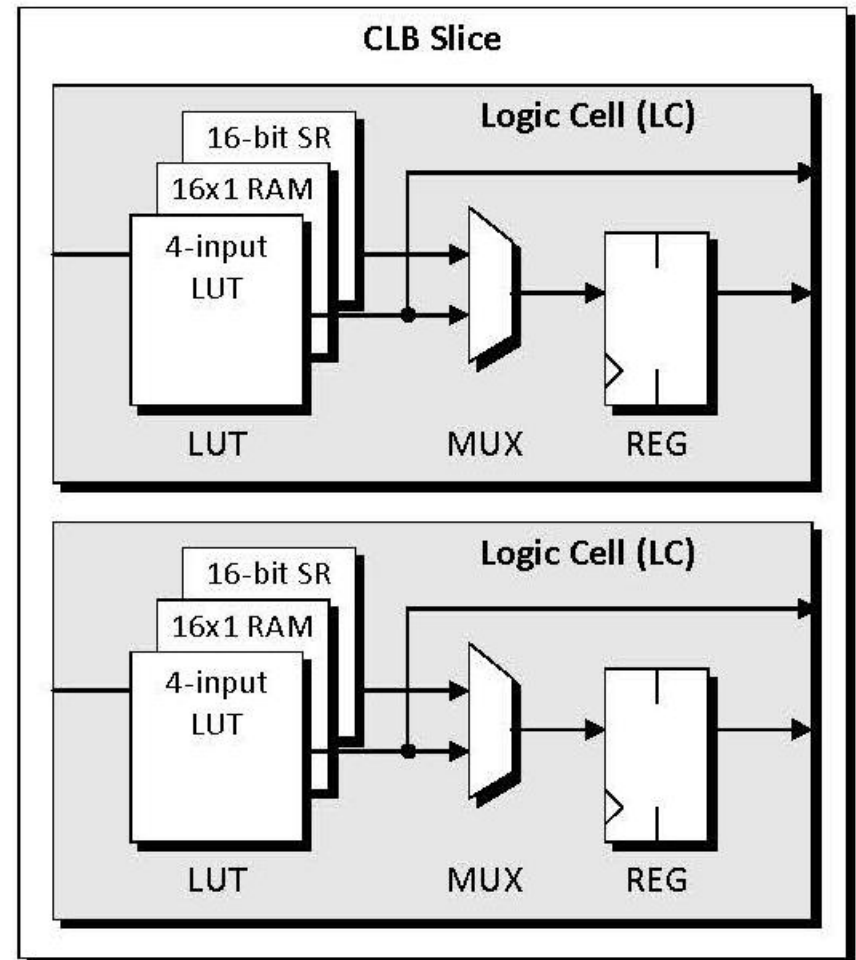 CLB Slice
Logic Cell (LC)
16-bit SR
16x1 RAM
4-input
LUT
LUT
MUX
REG
Logic Cell (LC)
16-bit SR
16x1 RAM
4-input
LUT
LUT
MUX
REG